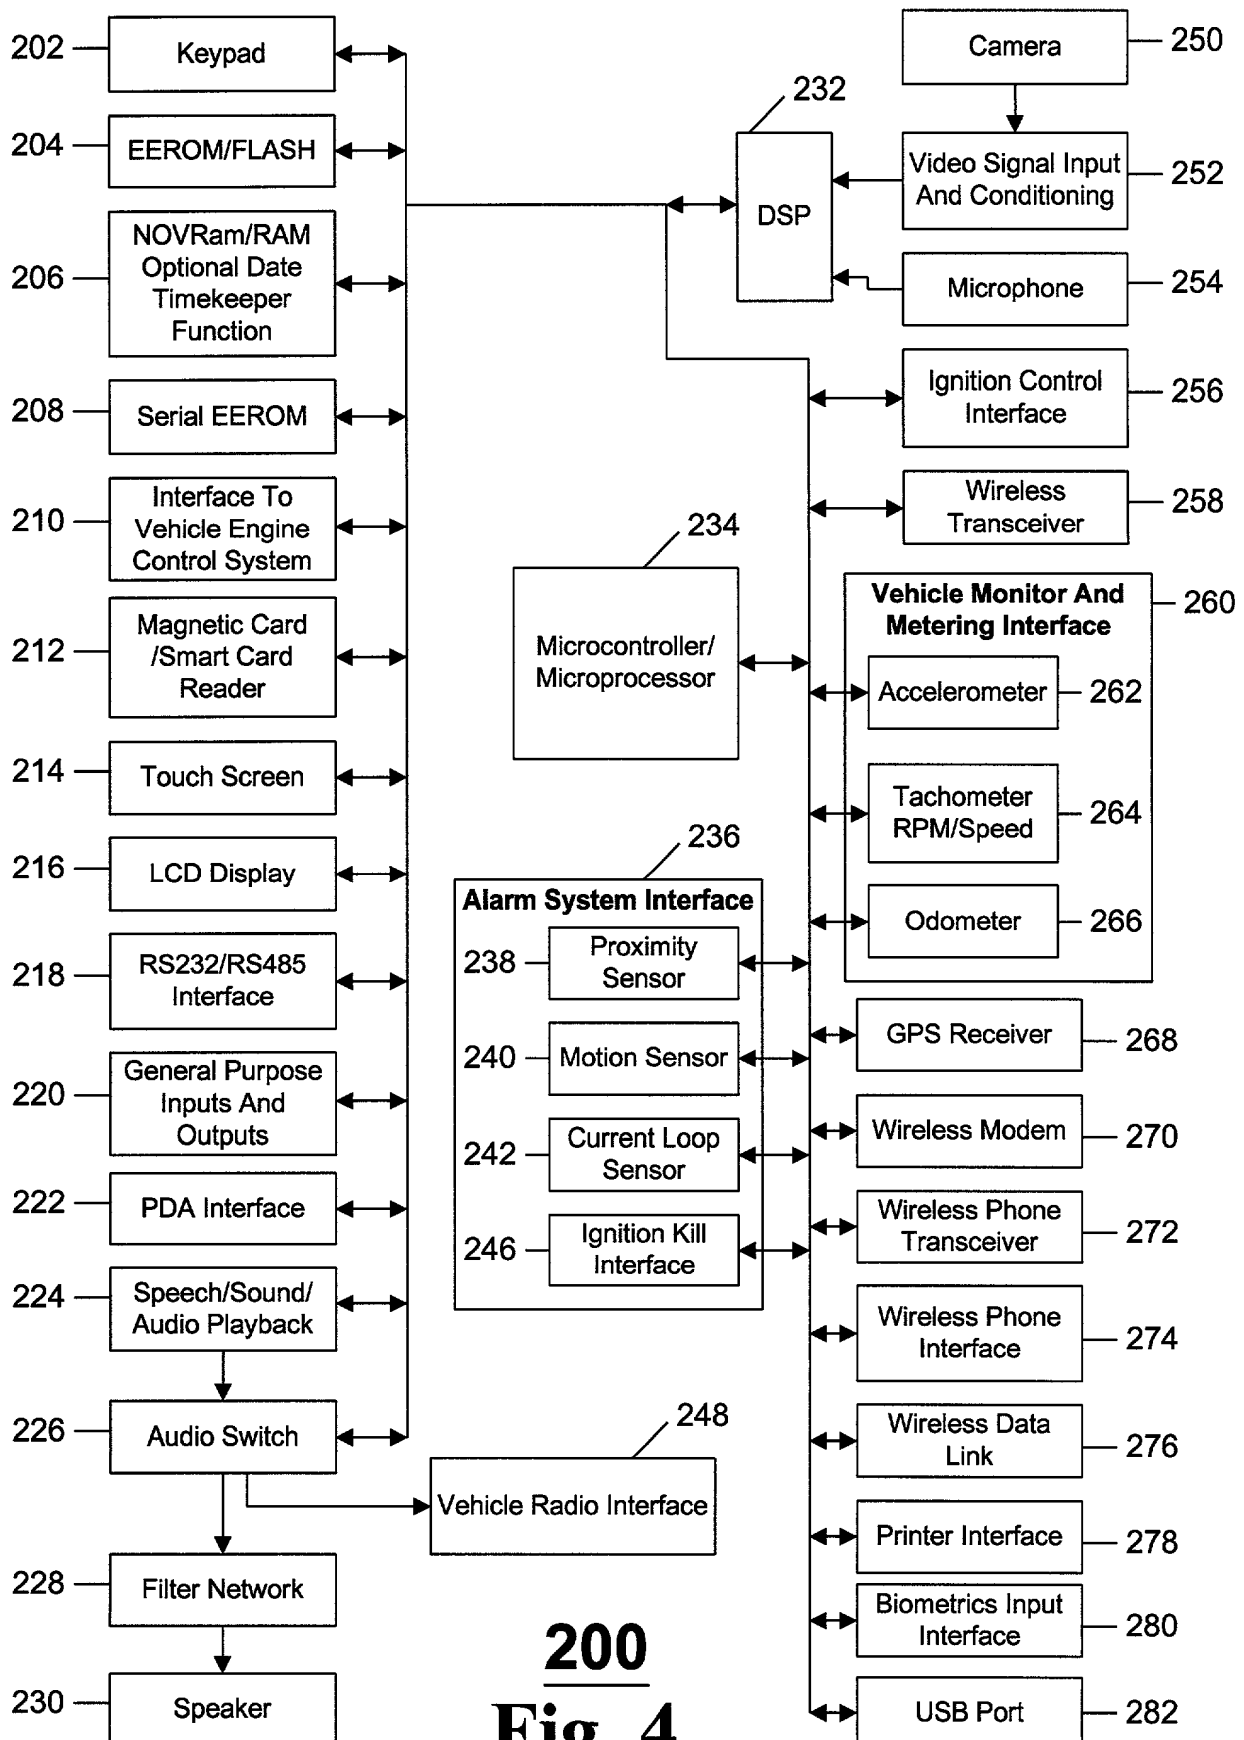 202
Keypad
204
EEROM/FLASH
206
NOVRam/RAM
Optional Date
Timekeeper
Function
208
Serial EEROM
210
Interface To
Vehicle Engine
Control System
212
Magnetic Card
/Smart Card
Reader
214
Touch Screen
216
LCD Display
218
RS232/RS485
Interface
220
General Purpose
Inputs And
Outputs
222
PDA Interface
224
Speech/Sound/
Audio Playback
226
Audio Switch
228
Filter Network
230
Speaker
232
DSP
234
Microcontroller/
Microprocessor
236
Alarm System Interface
238
Proximity
Sensor
240
Motion Sensor
242
Current Loop
Sensor
246
Ignition Kill
Interface
248
Vehicle Radio Interface
Camera
250
Video Signal Input
And Conditioning
252
Microphone
254
Ignition Control
Interface
256
Wireless
Transceiver
258
Vehicle Monitor And
Metering Interface
260
Accelerometer
262
Tachometer
RPM/Speed
264
Odometer
266
GPS Receiver
268
Wireless Modem
270
Wireless Phone
Transceiver
272
Wireless Phone
Interface
274
Wireless Data
Link
276
Printer Interface
278
Biometrics Input
Interface
280
USB Port
282
200
Fig. 4